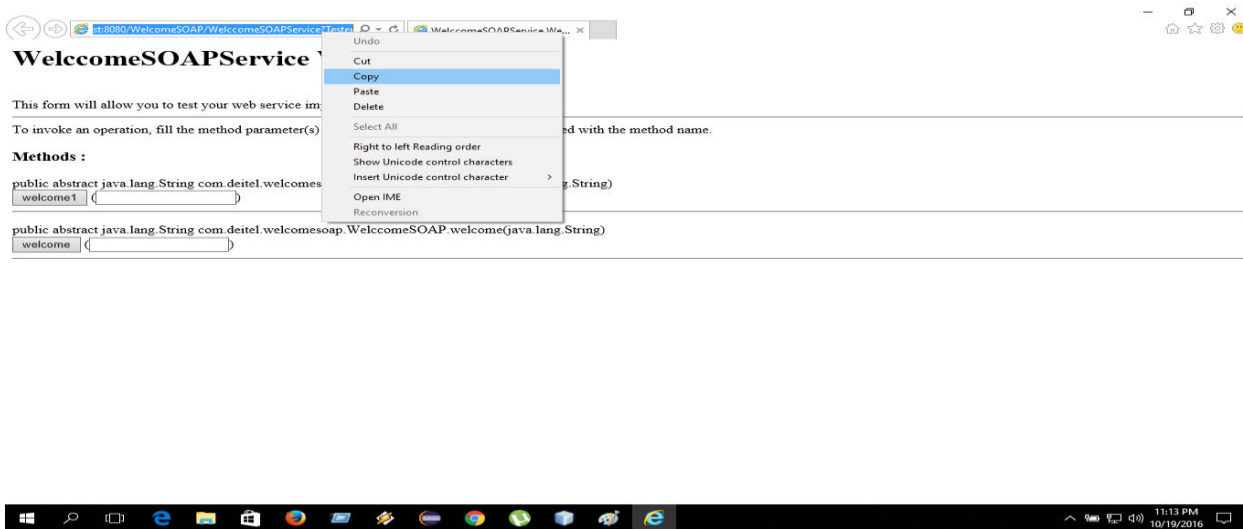 st:8080/WelcomeSOAP/WelccomeSOAPService?Tester
WelccomeSOAPService We...
WelccomeSOAPService
Undo
Cut
Copy
Paste
Delete
Select All
Right to left Reading order
Show Unicode control characters
Insert Unicode control character
Open IME
Reconversion
This form will allow you to test your web service im
To invoke an operation, fill the method parameter(s)
ed with the method name.
Methods :
public abstract java.lang.String com.deitel.welcomes
g.String)
welcome1 ( )
public abstract java.lang.String com.deitel.welcomesoap.WelccomeSOAP.welcome(java.lang.String)
welcome ( )
11:13 PM
10/19/2016